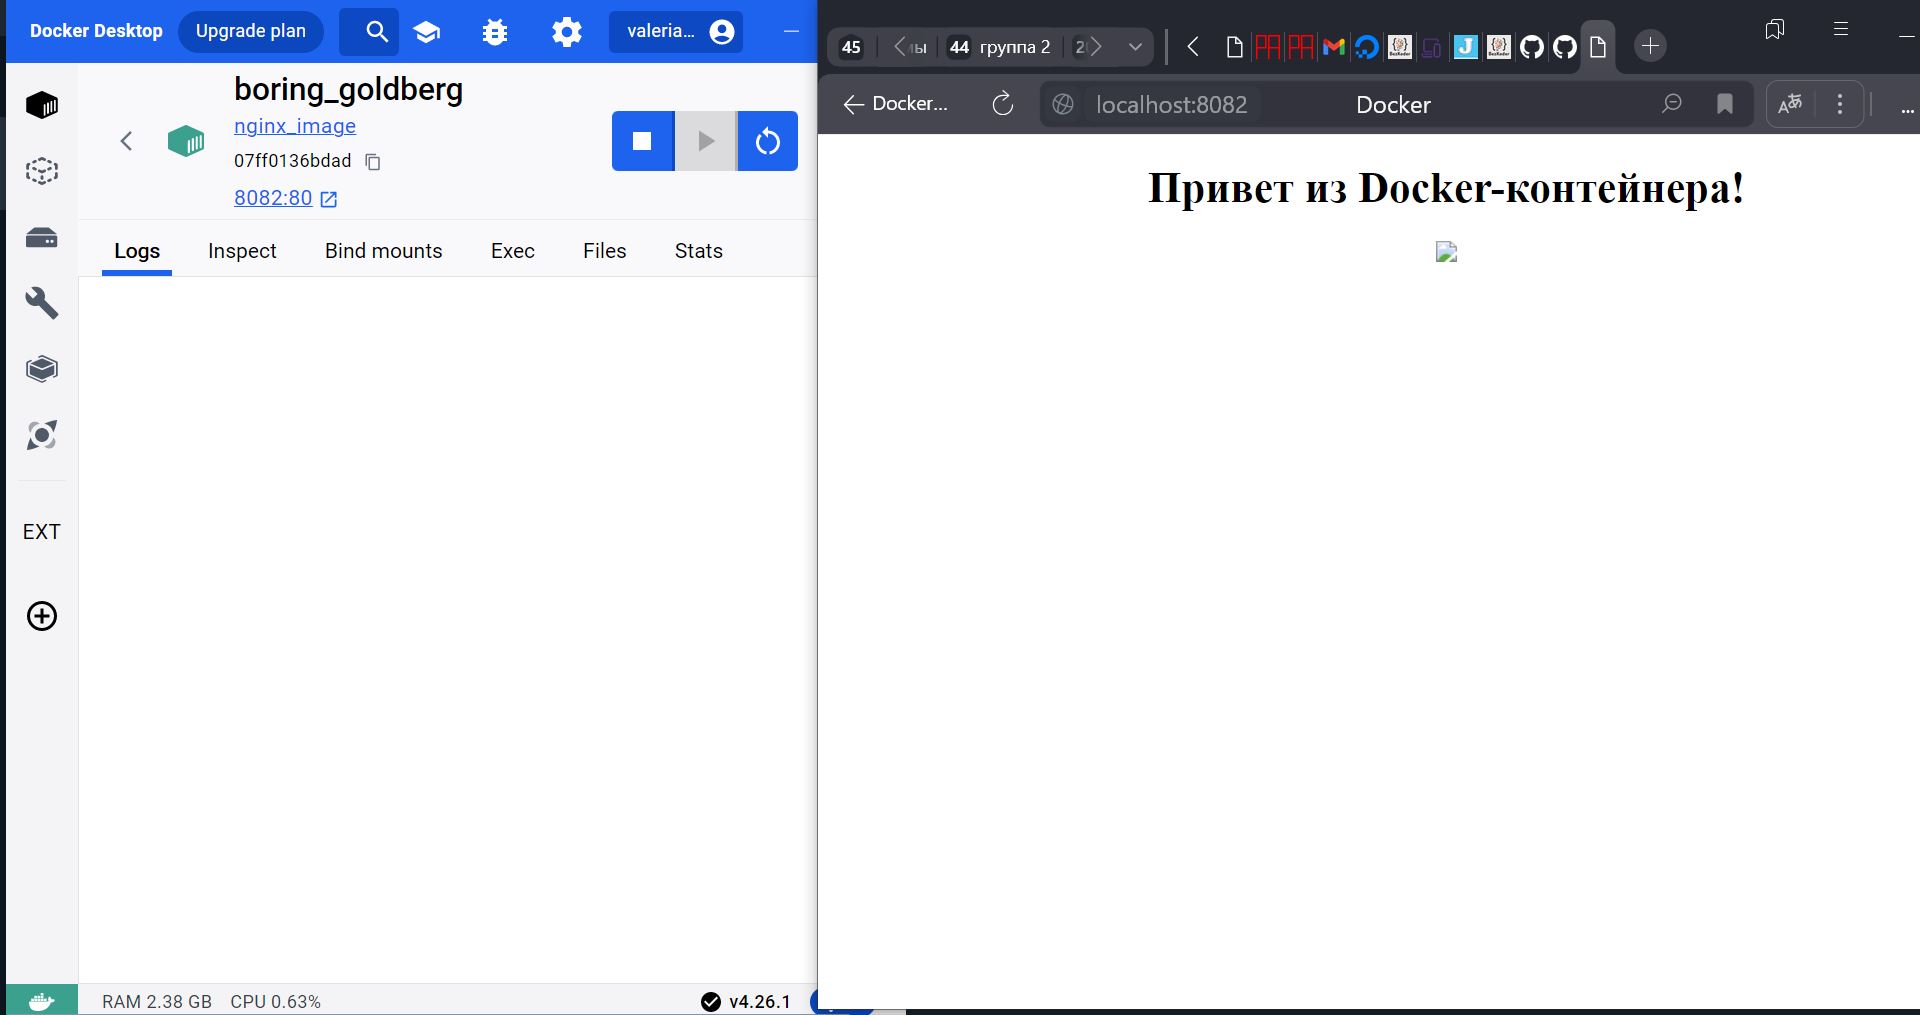 Docker Desktop
Upgrade plan
valeria...
boring_goldberg
nginx_image
07ff0136bdad
8082:80
Logs
Inspect
Bind mounts
Exec
Files
Stats
EXT
RAM 2.38 GB
CPU 0.63%
v4.26.1
45
ы
44
группа 2
2
Docker...
localhost:8082
Docker
Привет из Docker-контейнера!